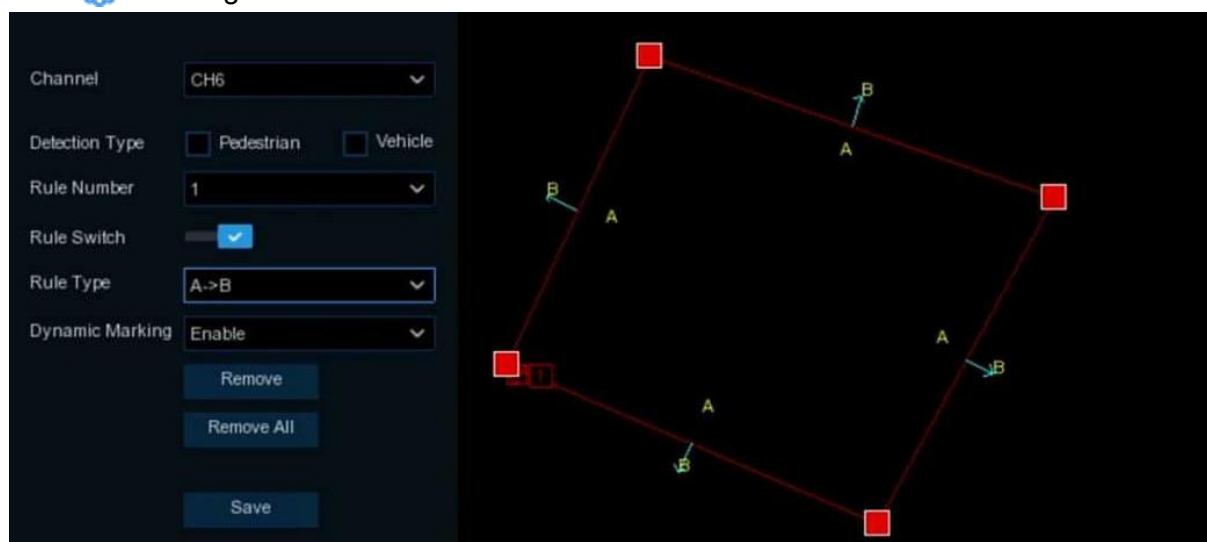 Channel CH6
Detection Type Pedestrian Vehicle
Rule Number 1
Rule Switch
Rule Type A->B
Dynamic Marking Enable
Remove
Remove All
Save
B
A
B
A
A
B
A
B
1